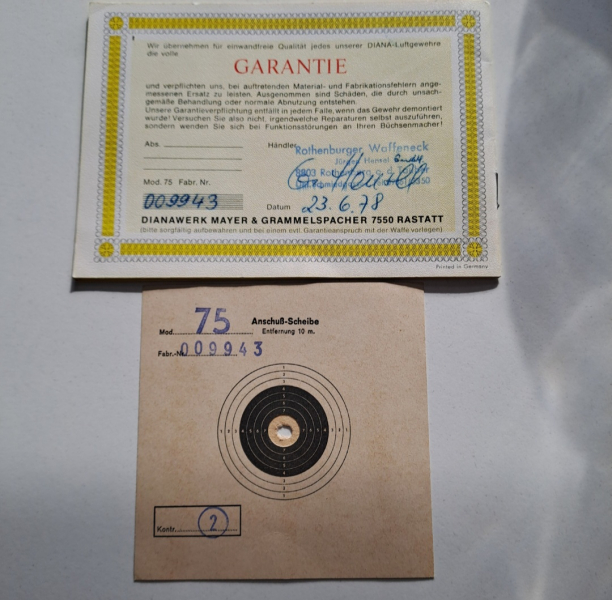 Wir übernehmen für einwandfreie Qualität jedes unserer DIANA-Luftgewehre
die volle
GARANTIE
und verpflichten uns, bei auftretenden Material- und Fabrikationsfehlern ange-
messenen Ersatz zu leisten. Ausgenommen sind Schäden, die durch unsach-
gemäße Behandlung oder normale Abnutzung entstehen.
Unsere Garantieverpflichtung entfällt in jedem Falle, wenn das Gewehr demontiert
wurde! Versuchen Sie also nicht, irgendwelche Reparaturen selbst auszuführen,
sondern wenden Sie sich bei Funktionsstörungen an Ihren Büchsenmacher!
Abs. Händler
Rothenburger Waffeneck
Jürgen
8803 Rothenburg o. d. Tauber
Mod. 75 Fabr. Nr.
009943
Datum 23.6.78
DIANAWERK MAYER & GRAMMELSPACHER 7550 RASTATT
(bitte sorgfältig aufbewahren und bei einem evtl. Garantieanspruch mit der Waffe vorlegen)
Printed in Germany
Mod. 75 Anschuß-Scheibe
Entfernung 10 m.
Fabr.-Nr. 009943
Kontr. 2